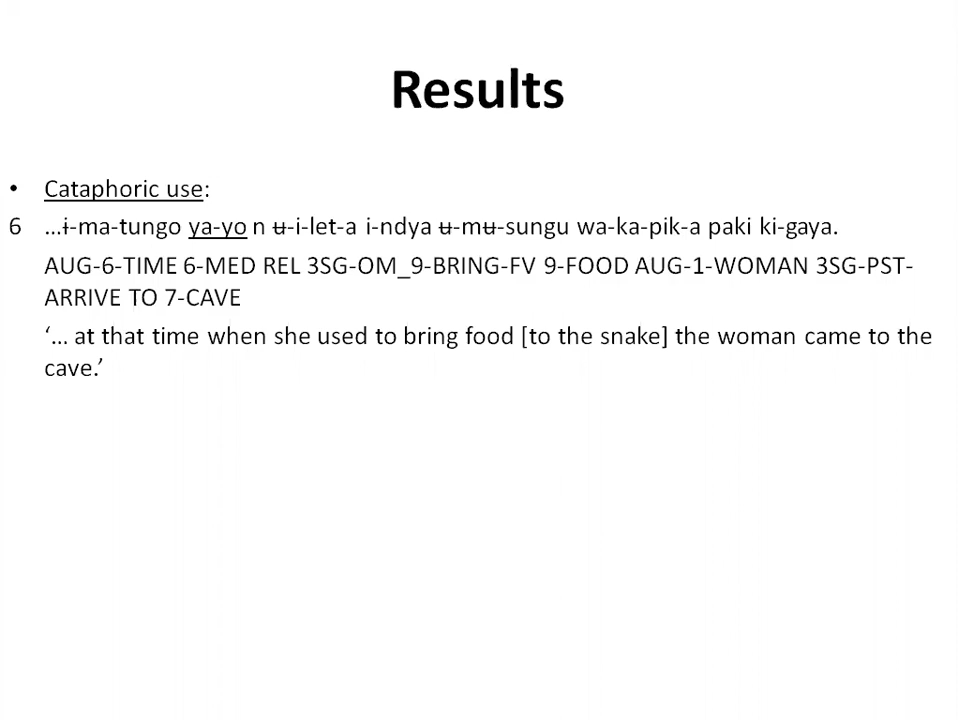 Results
• Cataphoric use:
6 …ɨ-ma-tungo ya-yo n ʉ-i-let-a i-ndya ʉ-mʉ-sungu wa-ka-pik-a paki ki-gaya.
AUG-6-TIME 6-MED REL 3SG-OM_9-BRING-FV 9-FOOD AUG-1-WOMAN 3SG-PST-
ARRIVE TO 7-CAVE
‘… at that time when she used to bring food [to the snake] the woman came to the
cave.’